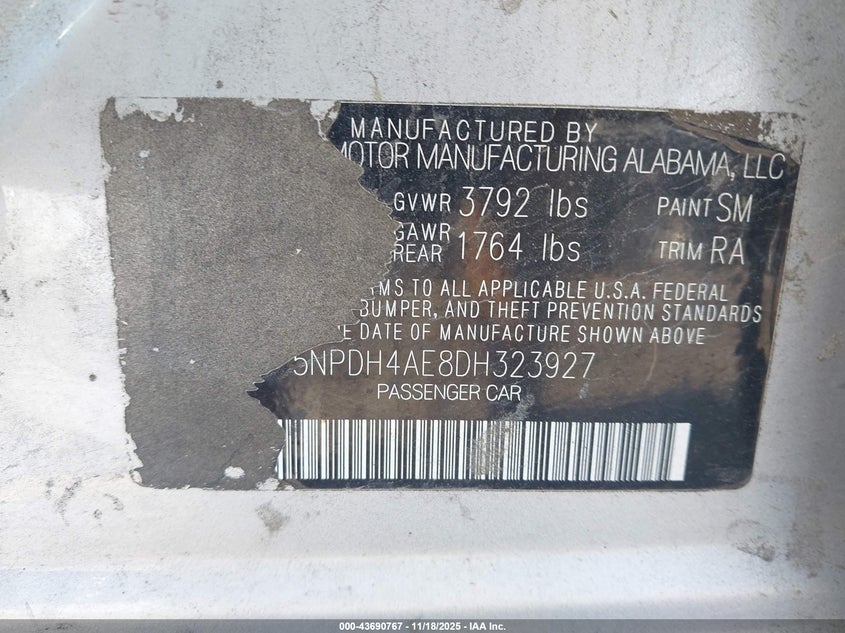 MANUFACTURED BY
MOTOR MANUFACTURING ALABAMA, LLC
GVWR 3792 lbs PAINT SM
GAWR REAR 1764 lbs TRIM RA
TO ALL APPLICABLE U.S.A. FEDERAL
BUMPER, AND THEFT PREVENTION STANDARDS
DATE OF MANUFACTURE SHOWN ABOVE
5NPDH4AE8DH323927
PASSENGER CAR
000-43690767 | 11/18/2025 – IAA Inc.